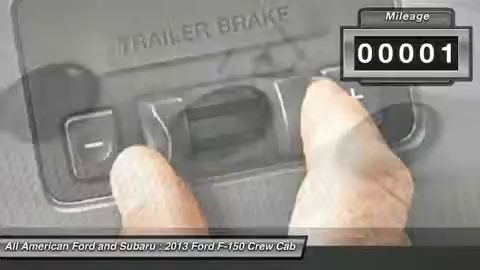 Mileage
00001
TRAILER BRAKE
+
-
All American Ford and Subaru : 2013 Ford F-150 Crew Cab